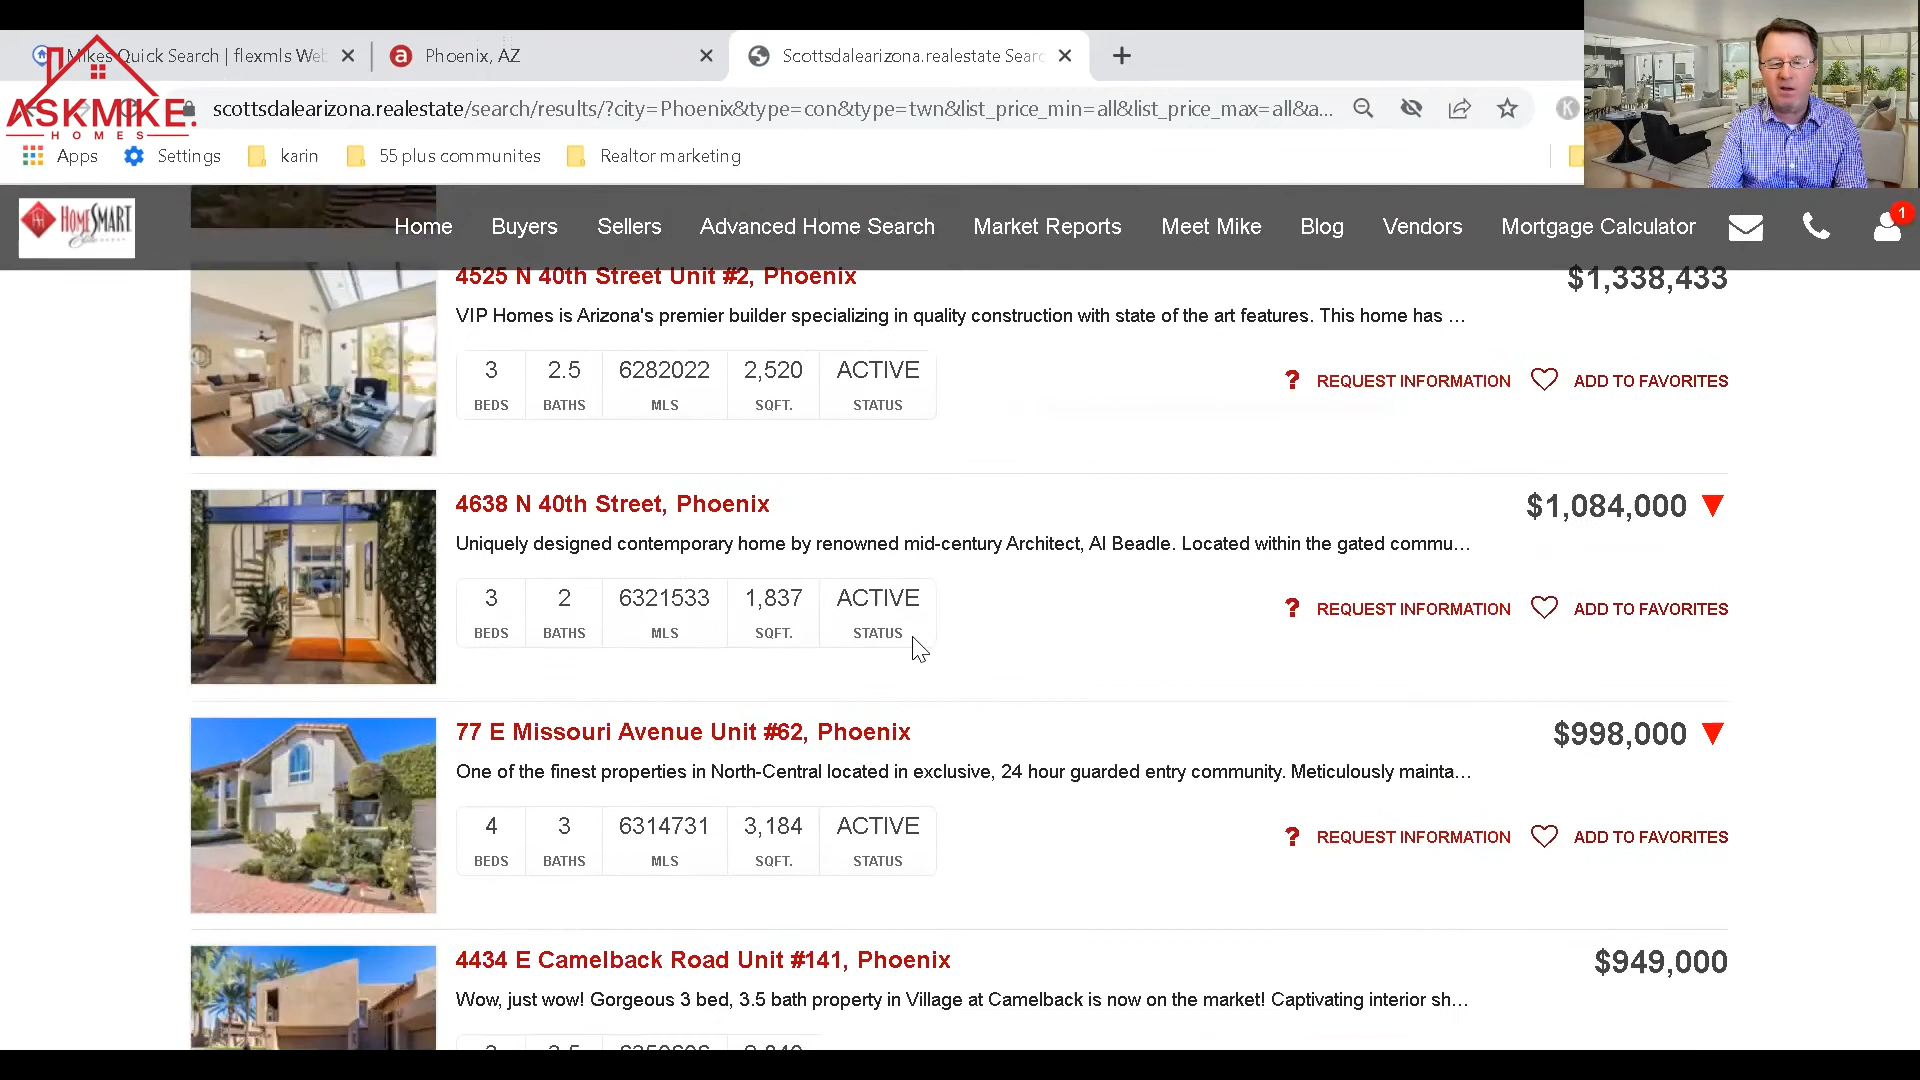 Mikes Quick Search | flexmls Web
Phoenix, AZ
Scottsdalearizona.realestate Searc
ASKMIKE.
HOMES
scottsdalearizona.realestate/search/results/?city=Phoenix&type=con&type=twn&list_price_min=all&list_price_max=all&a...
K
Apps
Settings
karin
55 plus communites
Realtor marketing
HOMESMART
Home
Buyers
Sellers
Advanced Home Search
Market Reports
Meet Mike
Blog
Vendors
Mortgage Calculator
1
4525 N 40th Street Unit #2, Phoenix
$1,338,433
VIP Homes is Arizona's premier builder specializing in quality construction with state of the art features. This home has ...
3 2.5 6282022 2,520 ACTIVE
BEDS BATHS MLS SQFT. STATUS
? REQUEST INFORMATION ADD TO FAVORITES
4638 N 40th Street, Phoenix
$1,084,000
Uniquely designed contemporary home by renowned mid-century Architect, Al Beadle. Located within the gated commu...
3 2 6321533 1,837 ACTIVE
BEDS BATHS MLS SQFT. STATUS
? REQUEST INFORMATION ADD TO FAVORITES
77 E Missouri Avenue Unit #62, Phoenix
$998,000
One of the finest properties in North-Central located in exclusive, 24 hour guarded entry community. Meticulously mainta...
4 3 6314731 3,184 ACTIVE
BEDS BATHS MLS SQFT. STATUS
? REQUEST INFORMATION ADD TO FAVORITES
4434 E Camelback Road Unit #141, Phoenix
$949,000
Wow, just wow! Gorgeous 3 bed, 3.5 bath property in Village at Camelback is now on the market! Captivating interior sh...